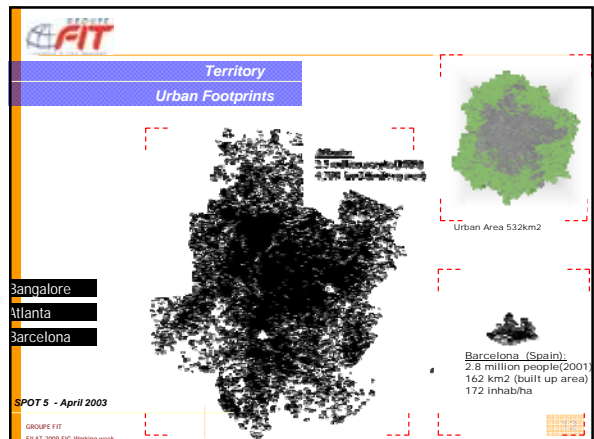 GROUPE
FIT
Territory
Urban Footprints
Urban Area 532km2
Bangalore
Atlanta
Barcelona
Barcelona (Spain):
2.8 million people(2001)
162 km2 (built up area)
172 inhab/ha
SPOT 5 - April 2003
GROUPE FIT